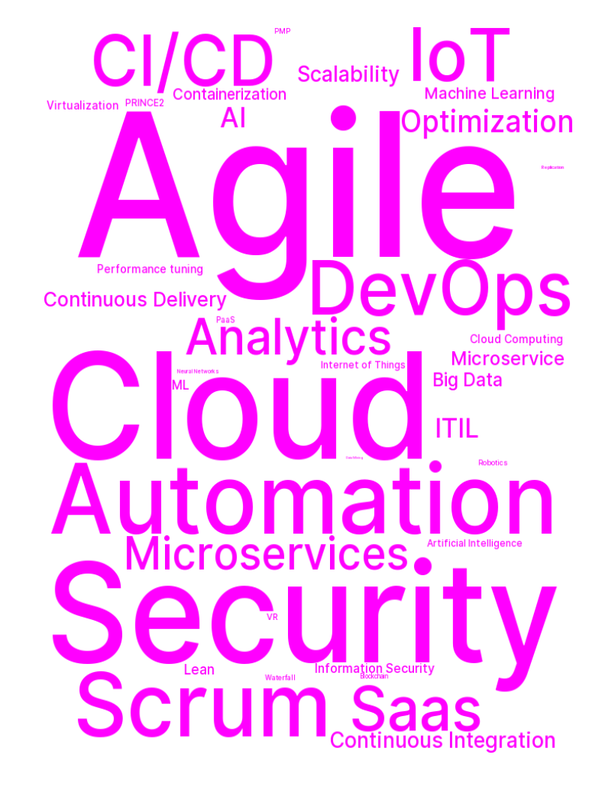 PMP
CI/CD
IoT
Scalability
Containerization
Machine Learning
Virtualization
PRINCE2
AI
Optimization
Agile
Performance tuning
DevOps
Continuous Delivery
PaaS
Analytics
Cloud Computing
Microservice
Internet of Things
Neural Networks
ML
Big Data
Cloud
ITIL
Robotics
Automation
Microservices
Artificial Intelligence
Security
VR
Lean
Information Security
Waterfall
Blockchain
Scrum
Saas
Continuous Integration